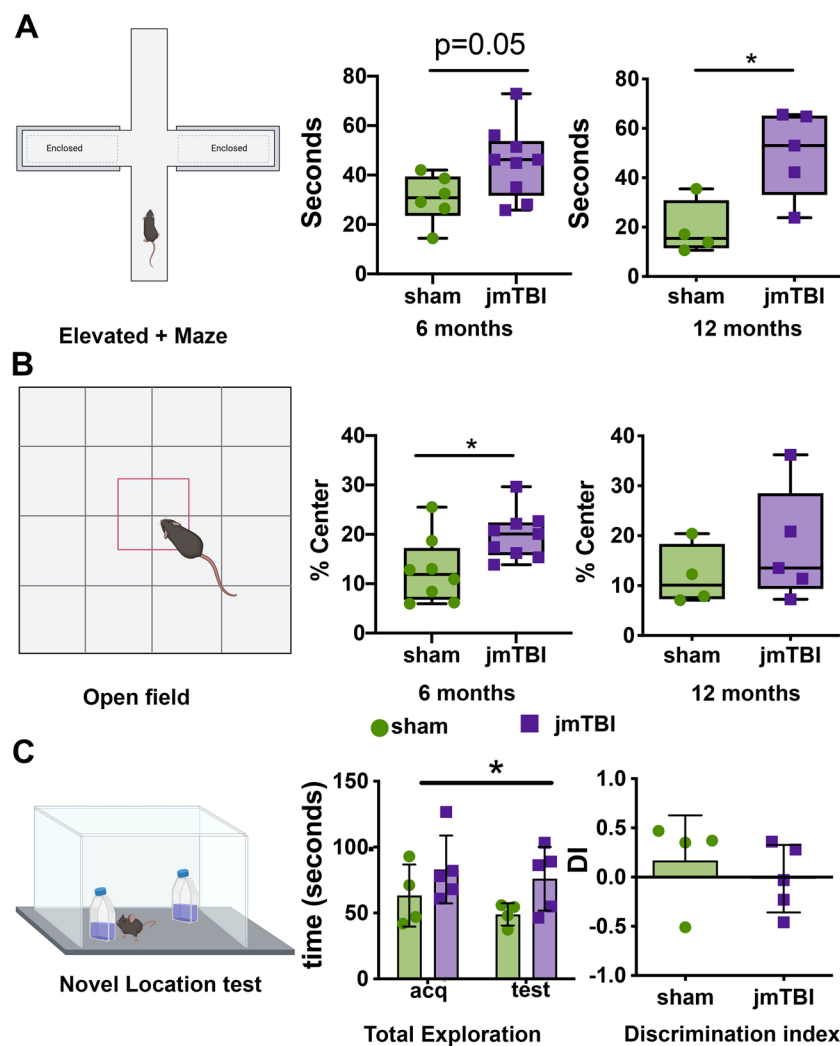 A
Enclosed
Enclosed
Elevated + Maze
Seconds
80
60
40
20
0
p=0.05
sham
jmTBI
6 months
Seconds
80
60
40
20
0
*
sham
jmTBI
12 months
B
Open field
% Center
40
30
20
10
0
*
sham
jmTBI
6 months
% Center
40
30
20
10
0
sham
jmTBI
12 months
sham
jmTBI
C
Novel Location test
time (seconds)
150
100
50
0
*
acq
test
Total Exploration
DI
1.0
0.5
0.0
-0.5
-1.0
sham
jmTBI
Discrimination index